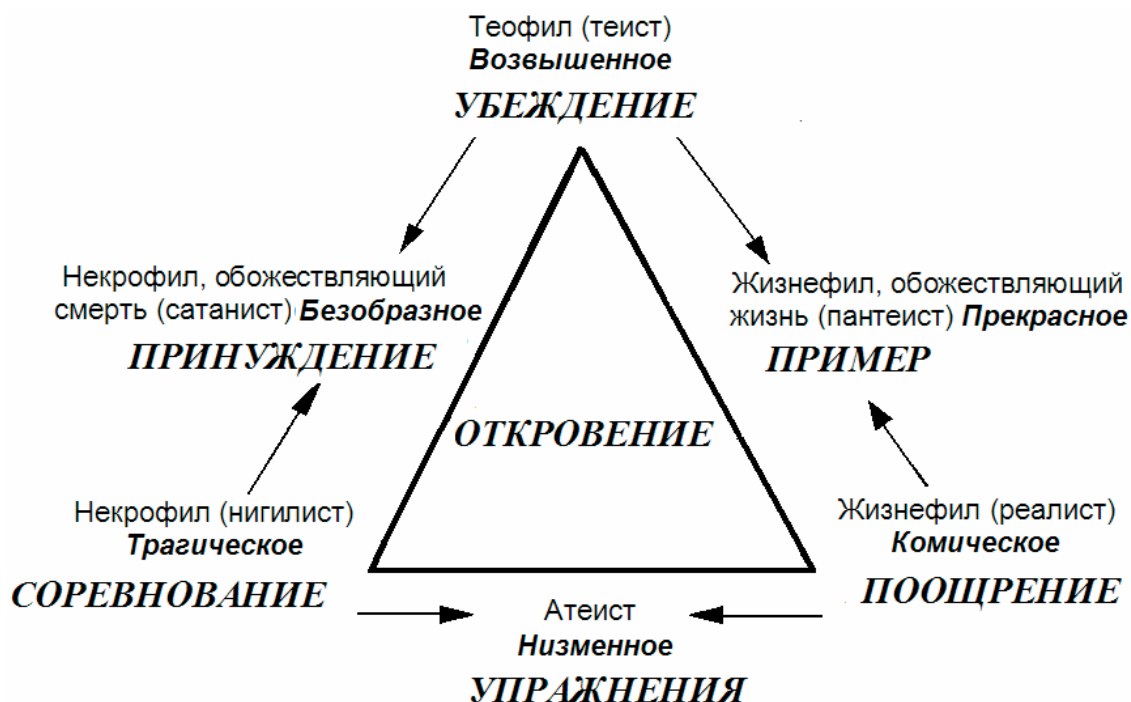 Теофил (теист)
Возвышенное
УБЕЖДЕНИЕ
Некрофил, обожествляющий
смерть (сатанист) Безобразное
ПРИНУЖДЕНИЕ
Жизнефил, обожествляющий
жизнь (пантеист) Прекрасное
ПРИМЕР
ОТКРОВЕНИЕ
Некрофил (нигилист)
Трагическое
СОРЕВНОВАНИЕ
Жизнефил (реалист)
Комическое
ПООЩРЕНИЕ
Атеист
Низменное
УПРАЖНЕНИЯ